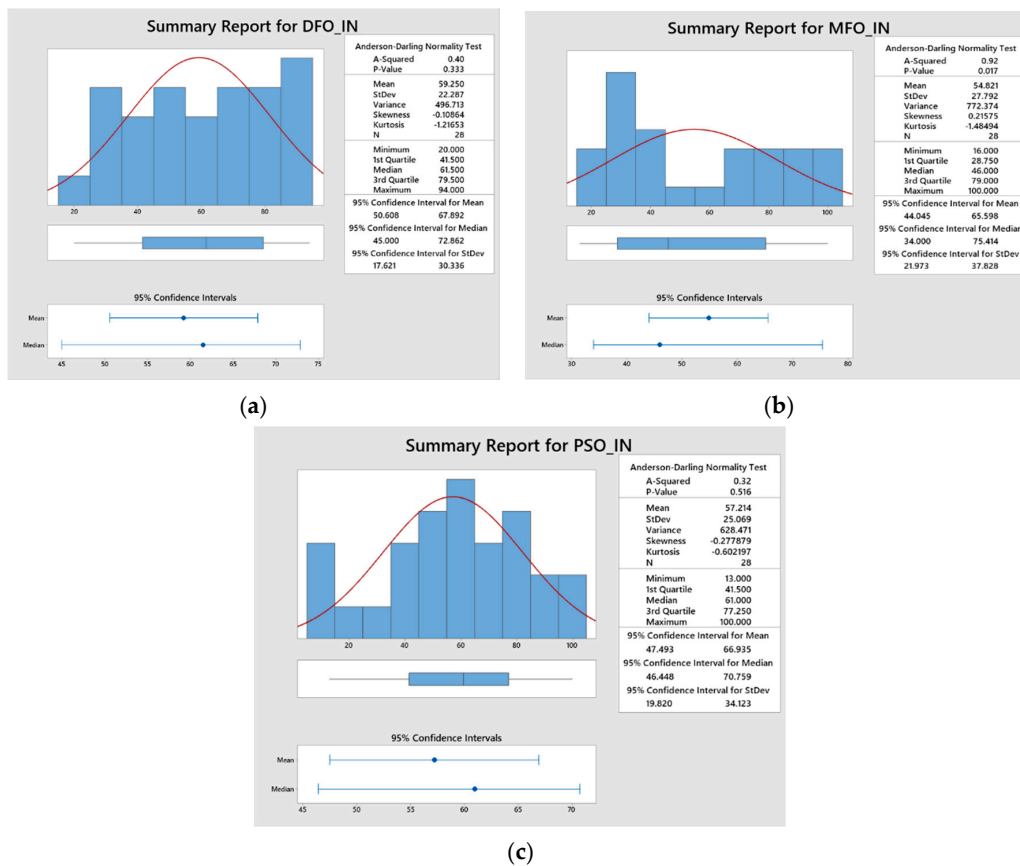 Summary Report for DFO_IN
Anderson-Darling Normality Test
A-Squared 0.40
P-Value 0.333
Mean 59.250
StDev 22.287
Variance 496.713
Skewness -0.10864
Kurtosis -1.21653
N 28
Minimum 20.000
1st Quartile 41.500
Median 61.500
3rd Quartile 79.500
Maximum 94.000
95% Confidence Interval for Mean
50.608 67.892
95% Confidence Interval for Median
45.000 72.862
95% Confidence Interval for StDev
17.621 30.336
20 40 60 80
95% Confidence Intervals
Mean
Median
45 50 55 60 65 70 75
(a)
Summary Report for MFO_IN
Anderson-Darling Normality Test
A-Squared 0.92
P-Value 0.017
Mean 54.821
StDev 27.792
Variance 772.374
Skewness 0.21575
Kurtosis -1.48494
N 28
Minimum 16.000
1st Quartile 28.750
Median 46.000
3rd Quartile 79.000
Maximum 100.000
95% Confidence Interval for Mean
44.045 65.598
95% Confidence Interval for Median
34.000 75.414
95% Confidence Interval for StDev
21.973 37.828
20 40 60 80 100
95% Confidence Intervals
Mean
Median
30 40 50 60 70 80
(b)
Summary Report for PSO_IN
Anderson-Darling Normality Test
A-Squared 0.32
P-Value 0.516
Mean 57.214
StDev 25.069
Variance 628.471
Skewness -0.277879
Kurtosis -0.602197
N 28
Minimum 13.000
1st Quartile 41.500
Median 61.000
3rd Quartile 77.250
Maximum 100.000
95% Confidence Interval for Mean
47.493 66.935
95% Confidence Interval for Median
46.448 70.759
95% Confidence Interval for StDev
19.820 34.123
20 40 60 80 100
95% Confidence Intervals
Mean
Median
45 50 55 60 65 70
(c)